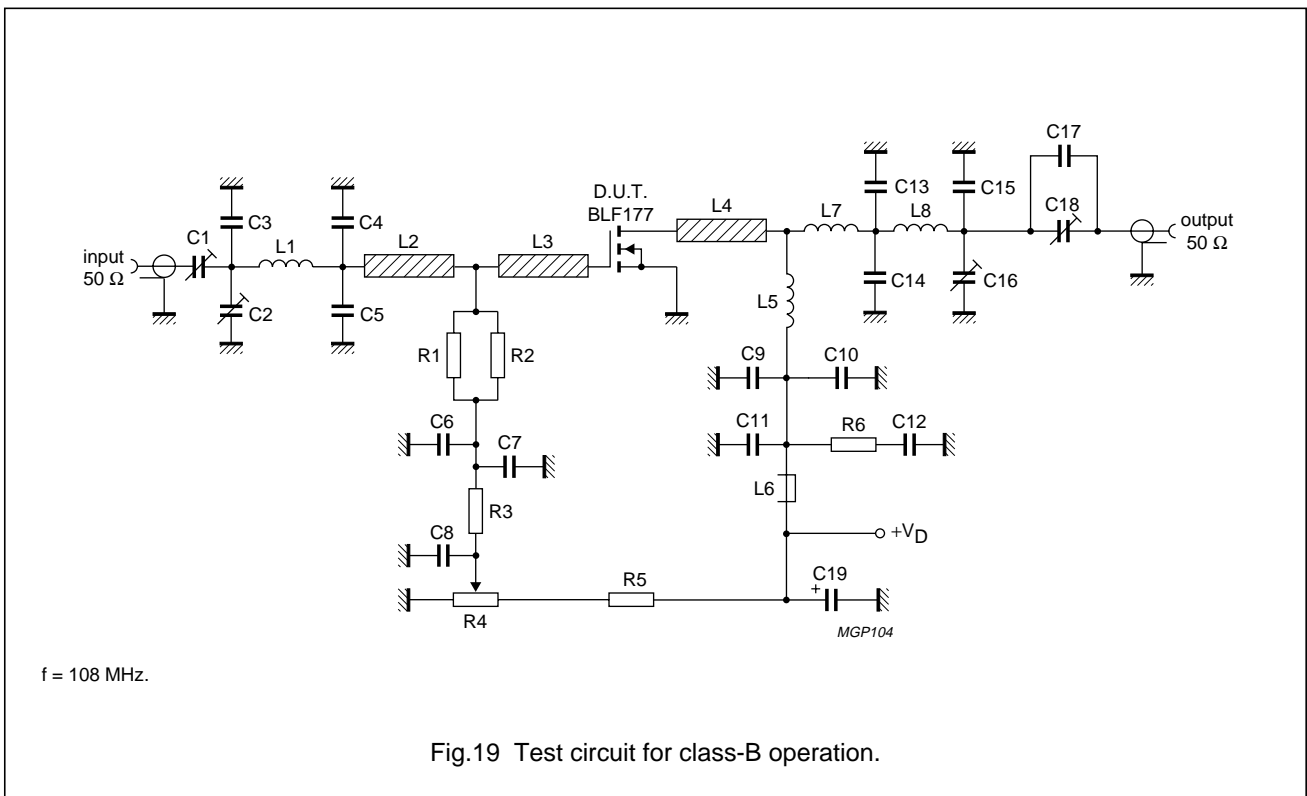 C17
D.U.T.
BLF177
C3
C4
C13
C15
L4
L7
L8
C18
output
50 Ω
input
50 Ω
C1
L1
L2
L3
C2
C5
L5
C14
C16
R1
R2
C9
C10
C6
C7
C11
R6
C12
L6
R3
C8
+VD
R5
C19
+
R4
MGP104
f = 108 MHz.
Fig.19 Test circuit for class-B operation.